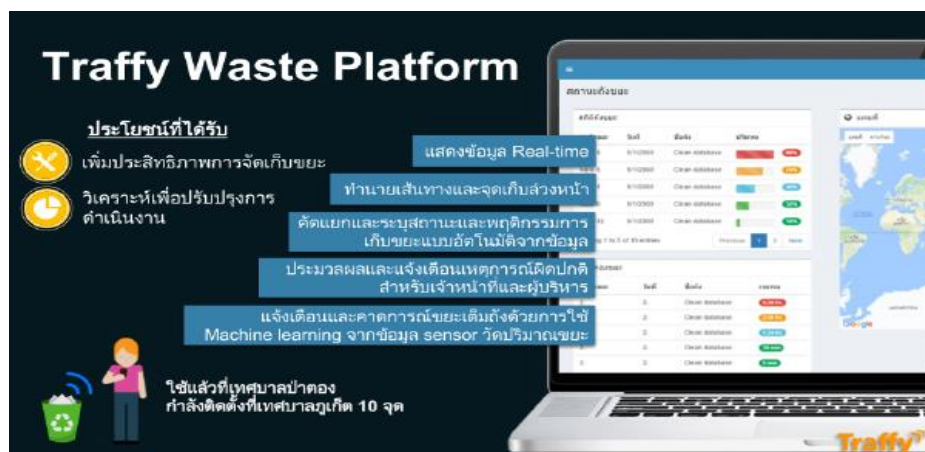 Traffy Waste Platform
ประโยชน์ที่ได้รับ
เพิ่มประสิทธิภาพการจัดเก็บขยะ
วิเคราะห์เพื่อปรับปรุงการ
ดำเนินงาน
แสดงข้อมูล Real-time
ทำนายเส้นทางและจุดเก็บล่วงหน้า
คัดแยกและระบุสถานะและพฤติกรรมการ
เก็บขยะแบบอัตโนมัติจากข้อมูล
ประมวลผลและแจ้งเตือนเหตุการณ์ผิดปกติ
สำหรับเจ้าหน้าที่และผู้บริหาร
แจ้งเตือนและคาดการณ์ขยะเต็มถังด้วยการใช้
Machine learning จากข้อมูล sensor วัดปริมาณขยะ
ใช้แล้วที่เทศบาลป่าตอง
กำลังติดตั้งที่เทศบาลภูเก็ต 10 จุด
สถานะถังขยะ
Clean database
Clean database
Clean database
Clean database
Clean database
Previous 1 2 Next
Clean database
Clean database
Clean database
Clean database
Clean database
Google
Traffy